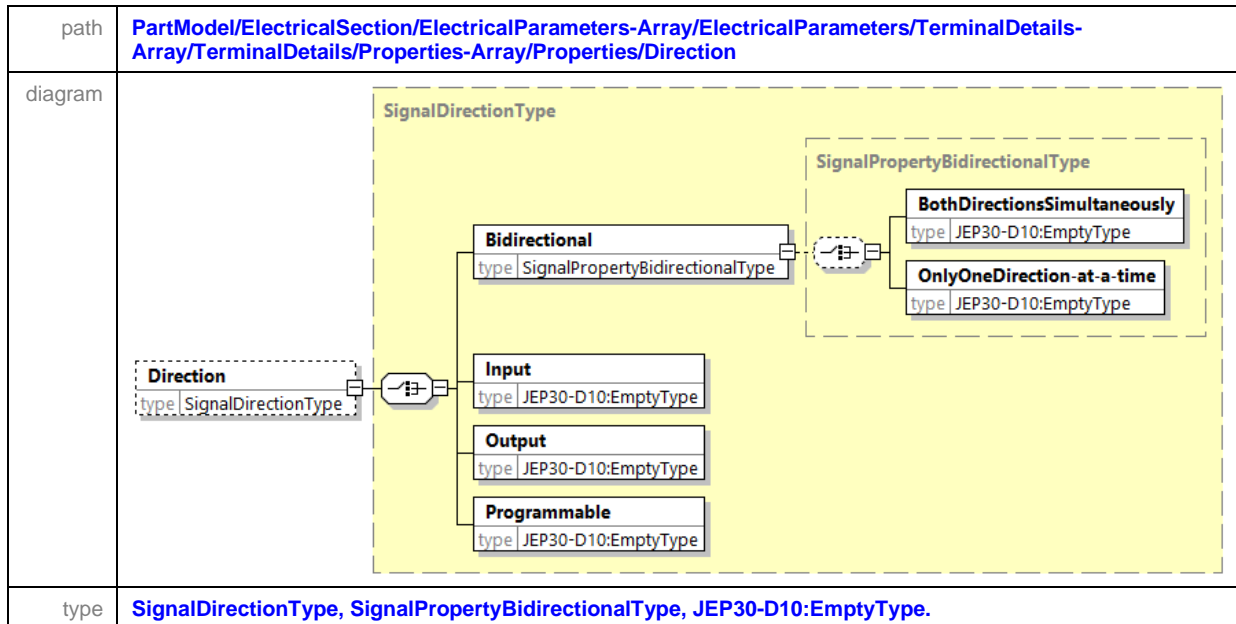 path
PartModel/ElectricalSection/ElectricalParameters-Array/ElectricalParameters/TerminalDetails-
Array/TerminalDetails/Properties-Array/Properties/Direction
diagram
SignalDirectionType
SignalPropertyBidirectionalType
BothDirectionsSimultaneously
type JEP30-D10:EmptyType
Bidirectional
type SignalPropertyBidirectionalType
OnlyOneDirection-at-a-time
type JEP30-D10:EmptyType
Input
type JEP30-D10:EmptyType
Direction
type SignalDirectionType
Output
type JEP30-D10:EmptyType
Programmable
type JEP30-D10:EmptyType
type
SignalDirectionType, SignalPropertyBidirectionalType, JEP30-D10:EmptyType.